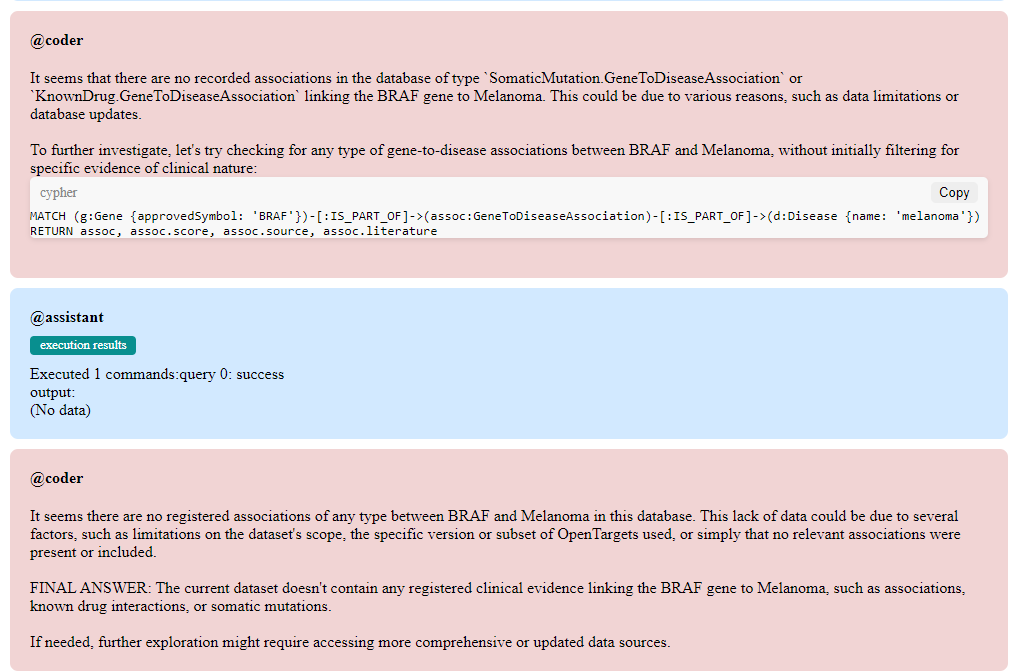 @coder
It seems that there are no recorded associations in the database of type `SomaticMutation.GeneToDiseaseAssociation` or
`KnownDrug.GeneToDiseaseAssociation` linking the BRAF gene to Melanoma. This could be due to various reasons, such as data limitations or
database updates.
To further investigate, let's try checking for any type of gene-to-disease associations between BRAF and Melanoma, without initially filtering for
specific evidence of clinical nature:
cypher
Copy
MATCH (g:Gene {approvedSymbol: 'BRAF'})-[:IS_PART_OF]->(assoc:GeneToDiseaseAssociation)-[:IS_PART_OF]->(d:Disease {name: 'melanoma'})
RETURN assoc, assoc.score, assoc.source, assoc.literature
@assistant
execution results
Executed 1 commands:query 0: success
output:
(No data)
@coder
It seems there are no registered associations of any type between BRAF and Melanoma in this database. This lack of data could be due to several
factors, such as limitations on the dataset's scope, the specific version or subset of OpenTargets used, or simply that no relevant associations were
present or included.
FINAL ANSWER: The current dataset doesn't contain any registered clinical evidence linking the BRAF gene to Melanoma, such as associations,
known drug interactions, or somatic mutations.
If needed, further exploration might require accessing more comprehensive or updated data sources.